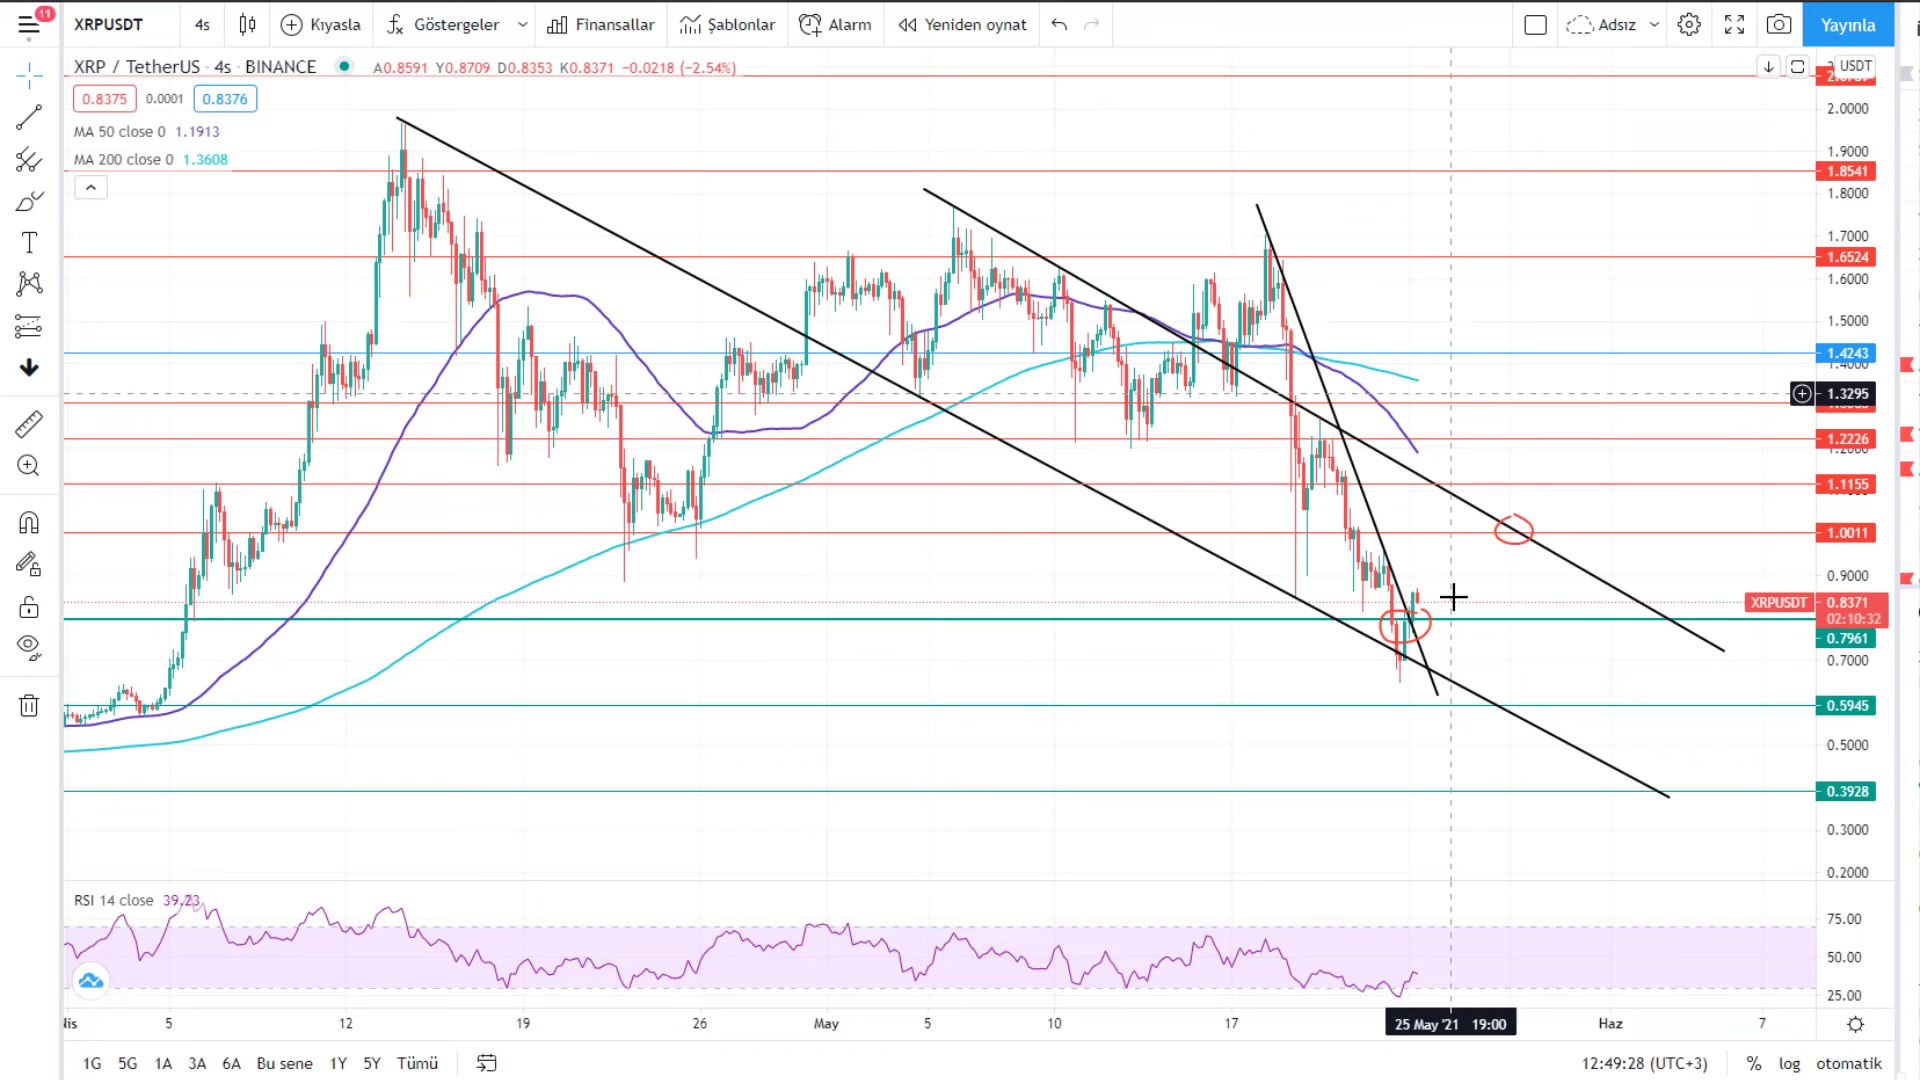 11
XRPUSDT 4s Kıyasla Göstergeler Finansallar Şablonlar Alarm Yeniden oynat Adsız Yayınla
XRP / TetherUS · 4s · BINANCE A0.8591 Y0.8709 D0.8353 K0.8371 −0.0218 (−2.54%)
0.8375 0.0001 0.8376
MA 50 close 0 1.1913
MA 200 close 0 1.3608
USDT
2.0000
1.9000
1.8541
1.8000
1.7000
1.6524
1.6000
1.5000
1.4243
1.4000
1.3295
1.2226
1.2000
1.1155
1.0011
0.9000
XRPUSDT 0.8371
02:10:32
0.7961
0.7000
0.5945
0.5000
0.3928
0.3000
0.2000
RSI 14 close 39.23
75.00
50.00
25.00
Nis 5 12 19 26 May 5 10 17 25 May '21 19:00 Haz 7
1G 5G 1A 3A 6A Bu sene 1Y 5Y Tümü 12:49:28 (UTC+3) % log otomatik